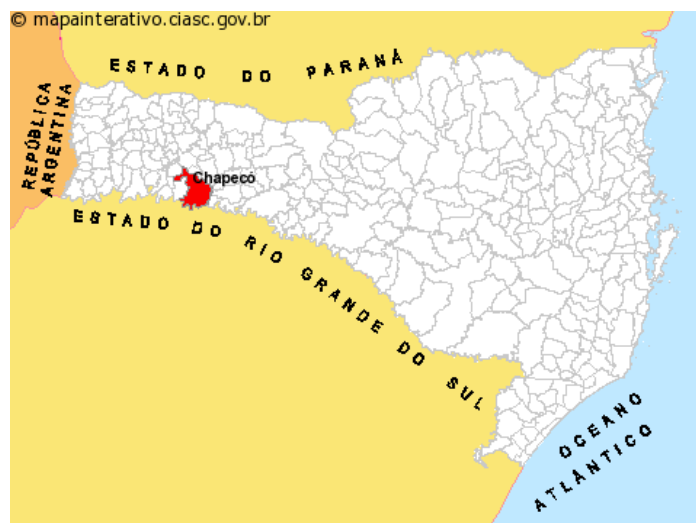 © mapainterativo.ciasc.gov.br
ESTADO DO PARANÁ
REPÚBLICA
ARGENTINA
Chapecó
ESTADO DO RIO GRANDE DO SUL
OCEANO
ATLÂNTICO